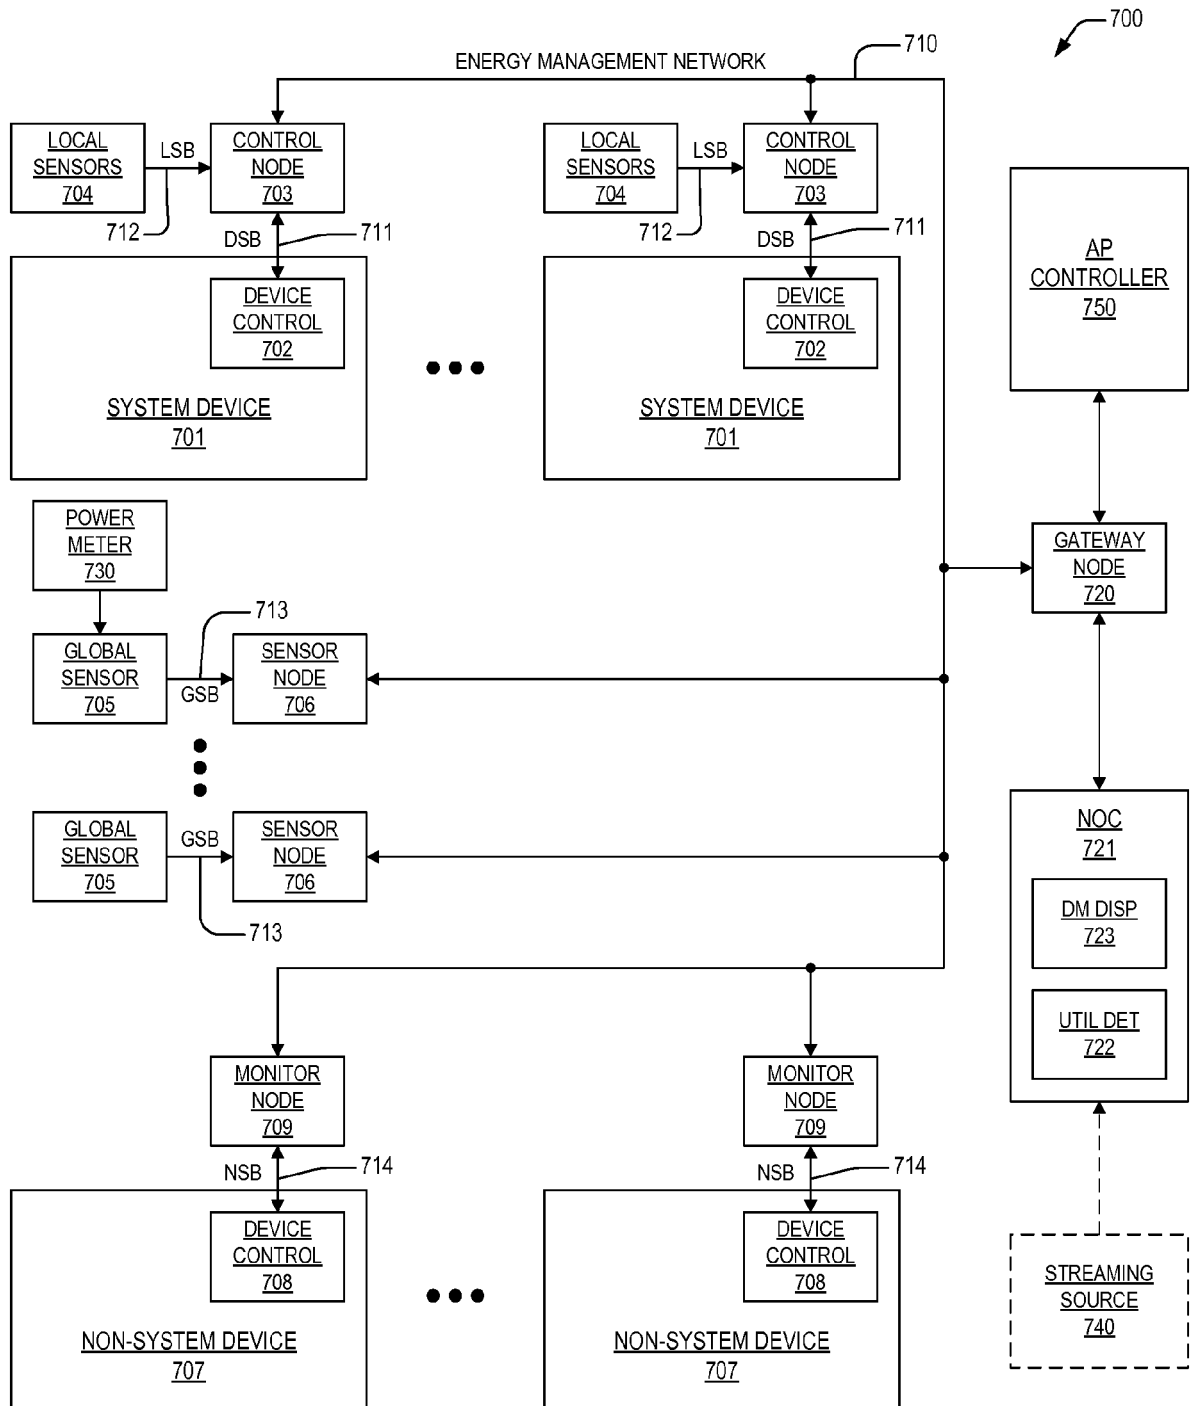 700
710
ENERGY MANAGEMENT NETWORK
LOCAL
SENSORS
704
LSB
712
CONTROL
NODE
703
DSB
711
DEVICE
CONTROL
702
SYSTEM DEVICE
701
LOCAL
SENSORS
704
LSB
712
CONTROL
NODE
703
DSB
711
DEVICE
CONTROL
702
SYSTEM DEVICE
701
AP
CONTROLLER
750
POWER
METER
730
GATEWAY
NODE
720
713
GLOBAL
SENSOR
705
GSB
SENSOR
NODE
706
GLOBAL
SENSOR
705
GSB
713
SENSOR
NODE
706
NOC
721
DM DISP
723
UTIL DET
722
MONITOR
NODE
709
NSB
714
DEVICE
CONTROL
708
NON-SYSTEM DEVICE
707
MONITOR
NODE
709
NSB
714
DEVICE
CONTROL
708
NON-SYSTEM DEVICE
707
STREAMING
SOURCE
740